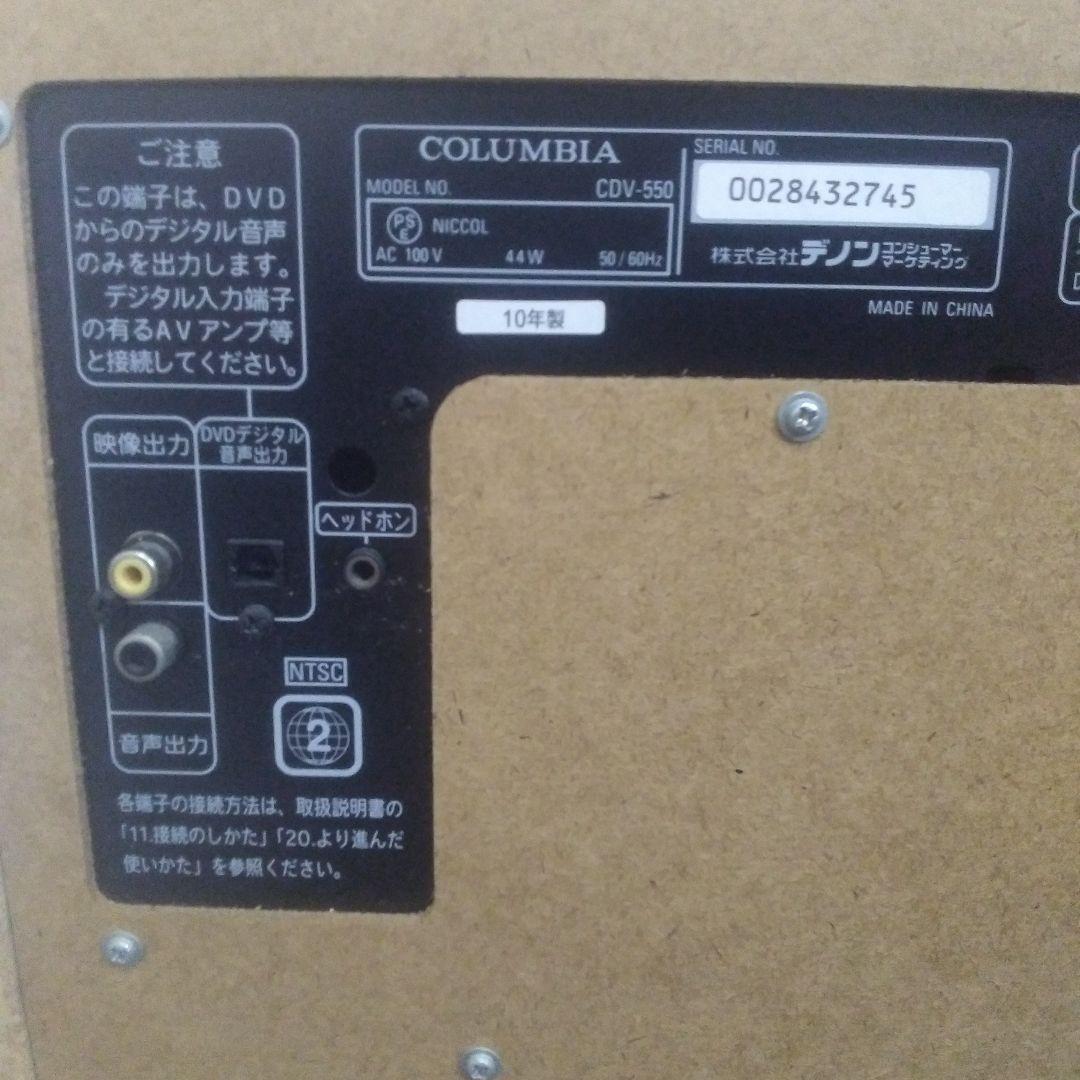 ご注意
この端子は、DVD
からのデジタル音声
のみを出力します。
デジタル入力端子
の有るAVアンプ等
と接続してください。
COLUMBIA
MODEL NO. CDV-550
PS
E
NICCOL
AC 100V 44W 50/60Hz
SERIAL NO.
0028432745
株式会社デノンコンシューマーマーケティング
MADE IN CHINA
10年製
映像出力
DVDデジタル
音声出力
ヘッドホン
音声出力
NTSC
2
各端子の接続方法は、取扱説明書の
「11.接続のしかた」「20.より進んだ
使いかた」を参照ください。